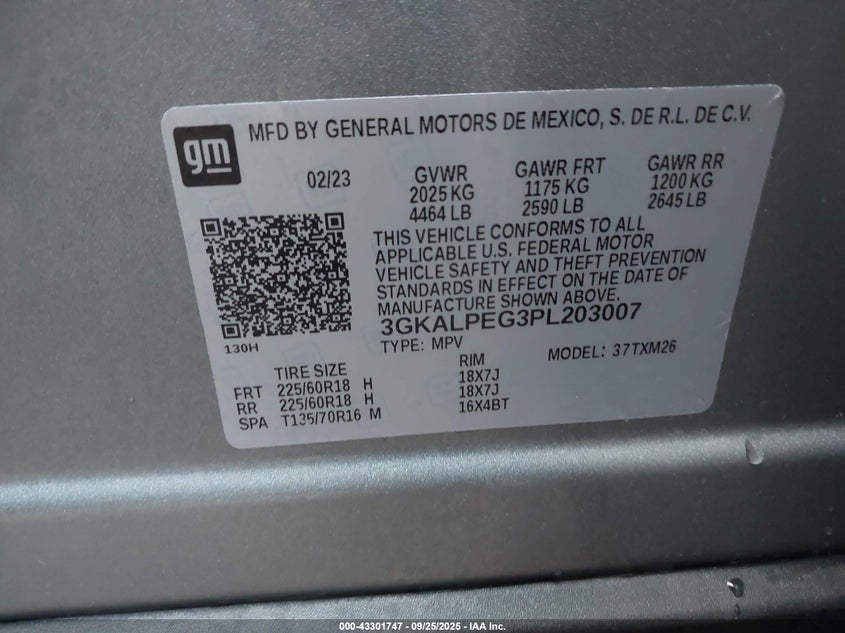 gm
MFD BY GENERAL MOTORS DE MEXICO, S. DE R.L. DE C.V.
02/23
GVWR GAWR FRT GAWR RR
2025 KG 1175 KG 1200 KG
4464 LB 2590 LB 2645 LB
THIS VEHICLE CONFORMS TO ALL
APPLICABLE U.S. FEDERAL MOTOR
VEHICLE SAFETY AND THEFT PREVENTION
STANDARDS IN EFFECT ON THE DATE OF
MANUFACTURE SHOWN ABOVE.
3GKALPEG3PL203007
130H
TYPE: MPV MODEL: 37TXM26
TIRE SIZE RIM
FRT 225/60R18 H 18X7J
RR 225/60R18 H 18X7J
SPA T135/70R16 M 16X4BT
000-43301747 - 09/25/2025 - IAA Inc.